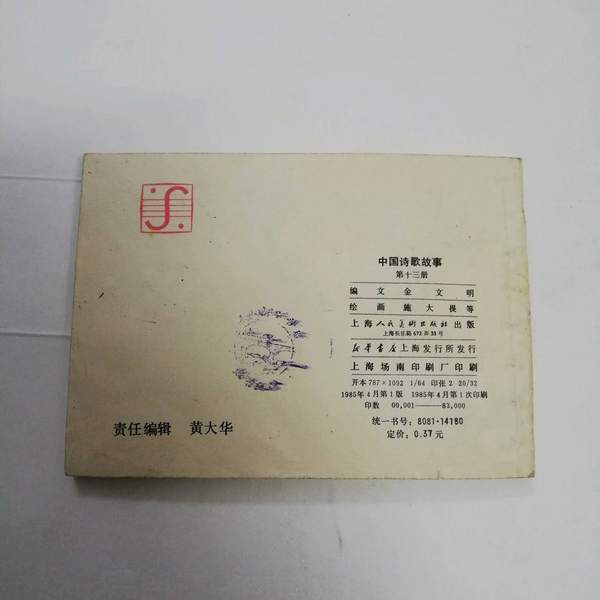 中国诗歌故事
第十三册
编文 金文明
绘画 施大畏等
上海人民美術出版社出版
上海长乐路672弄33号
新华书店上海发行所发行
上海场南印刷厂印刷
开本787×1092 1/64 印张2 20/32
1985年4月第1版 1985年4月第1次印刷
印数 00,001——83,000
统一书号：8081·14180
定价：0.37元
责任编辑 黄大华